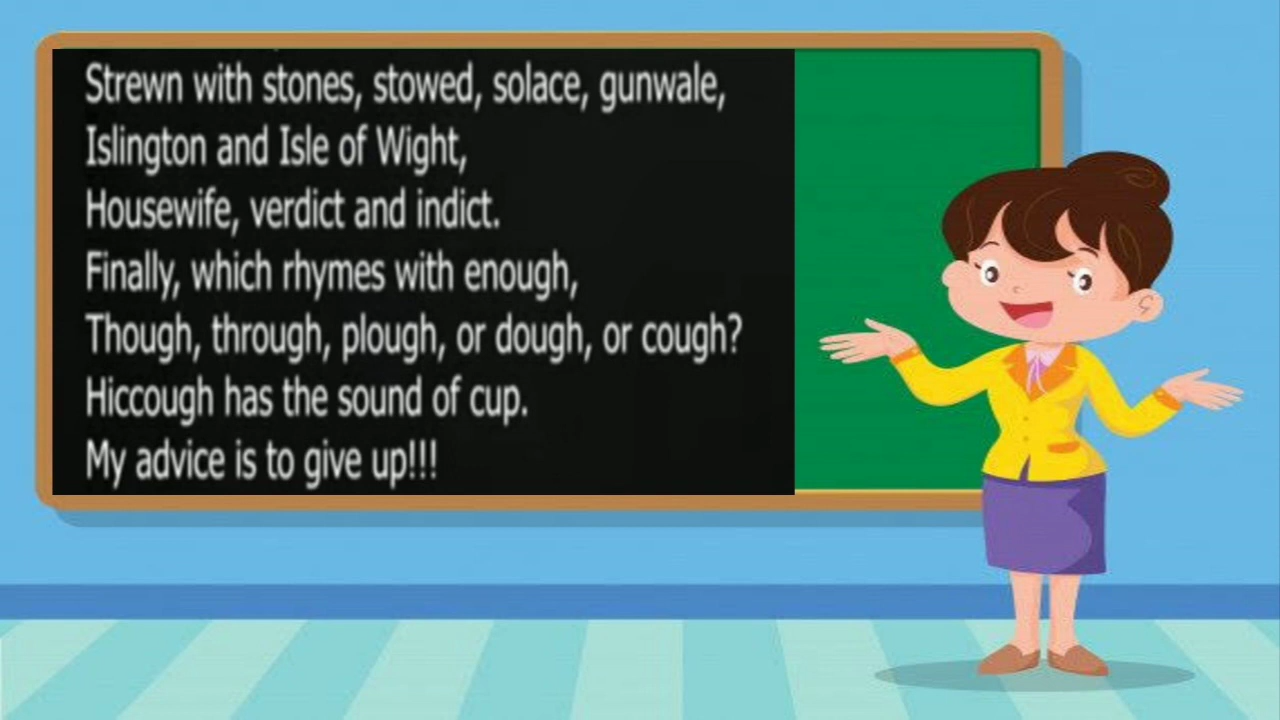 Strewn with stones, stowed, solace, gunwale,
Islington and Isle of Wight,
Housewife, verdict and indict.
Finally, which rhymes with enough,
Though, through, plough, or dough, or cough?
Hiccough has the sound of cup.
My advice is to give up!!!